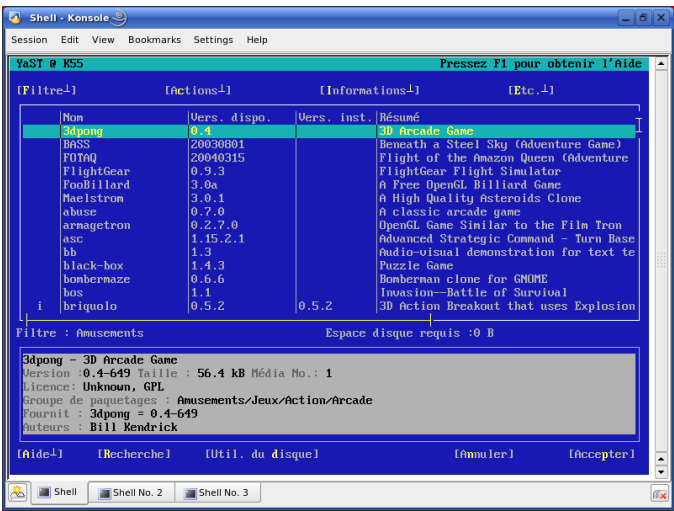 Shell - Konsole
Session Edit View Bookmarks Settings Help
YaST @ K55 Pressez F1 pour obtenir l'Aide
[Filtre┴] [Actions┴] [Informations┴] [Etc.┴]
Nom Vers. dispo. Vers. inst. Résumé
3dpong 0.4 3D Arcade Game
BASS 20030801 Beneath a Steel Sky (Adventure Game)
FOTAQ 20040315 Flight of the Amazon Queen (Adventure
FlightGear 0.9.3 FlightGear Flight Simulator
FooBillard 3.0a A Free OpenGL Billiard Game
Maelstrom 3.0.1 A High Quality Asteroids Clone
abuse 0.7.0 A classic arcade game
armagetron 0.2.7.0 OpenGL Game Similar to the Film Tron
asc 1.15.2.1 Advanced Strategic Command - Turn Base
bb 1.3 Audio-visual demonstration for text te
black-box 1.4.3 Puzzle Game
bombermaze 0.6.6 Bomberman clone for GNOME
bos 1.1 Invasion--Battle of Survival
i briquolo 0.5.2 0.5.2 3D Action Breakout that uses Explosion
Filtre : Amusements Espace disque requis :0 B
3dpong - 3D Arcade Game
Version :0.4-649 Taille : 56.4 kB Média No.: 1
Licence: Unknown, GPL
Groupe de paquetages : Amusements/Jeux/Action/Arcade
Fournit : 3dpong = 0.4-649
Auteurs : Bill Kendrick
[Aide┴] [Recherche] [Util. du disque] [Annuler] [Accepter]
Shell Shell No. 2 Shell No. 3